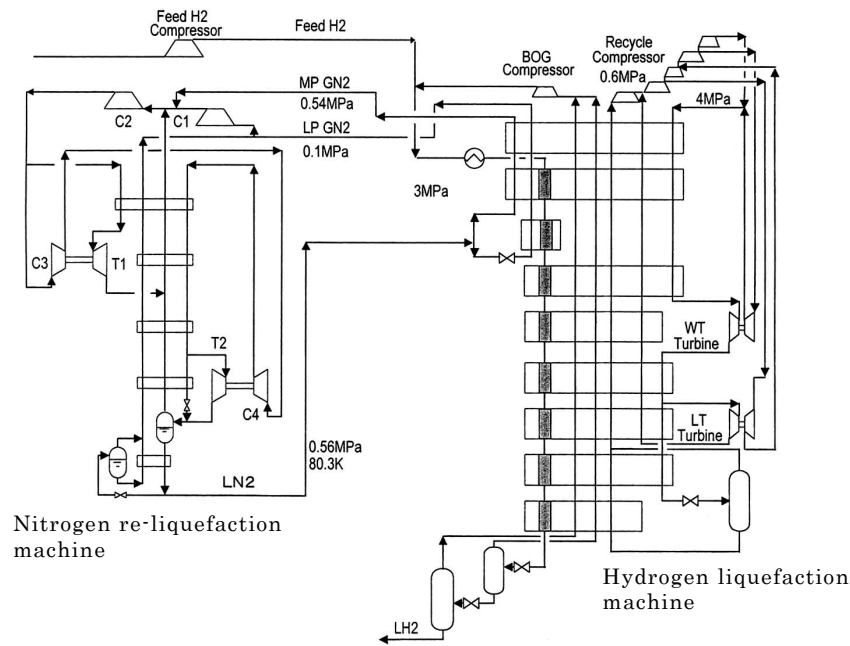 Feed H2
Compressor
Feed H2
BOG
Compressor
Recycle
Compressor
0.6MPa
4MPa
MP GN2
0.54MPa
C2
C1
LP GN2
0.1MPa
3MPa
C3
T1
T2
C4
WT
Turbine
LT
Turbine
0.56MPa
80.3K
LN2
Nitrogen re-liquefaction
machine
Hydrogen liquefaction
machine
LH2